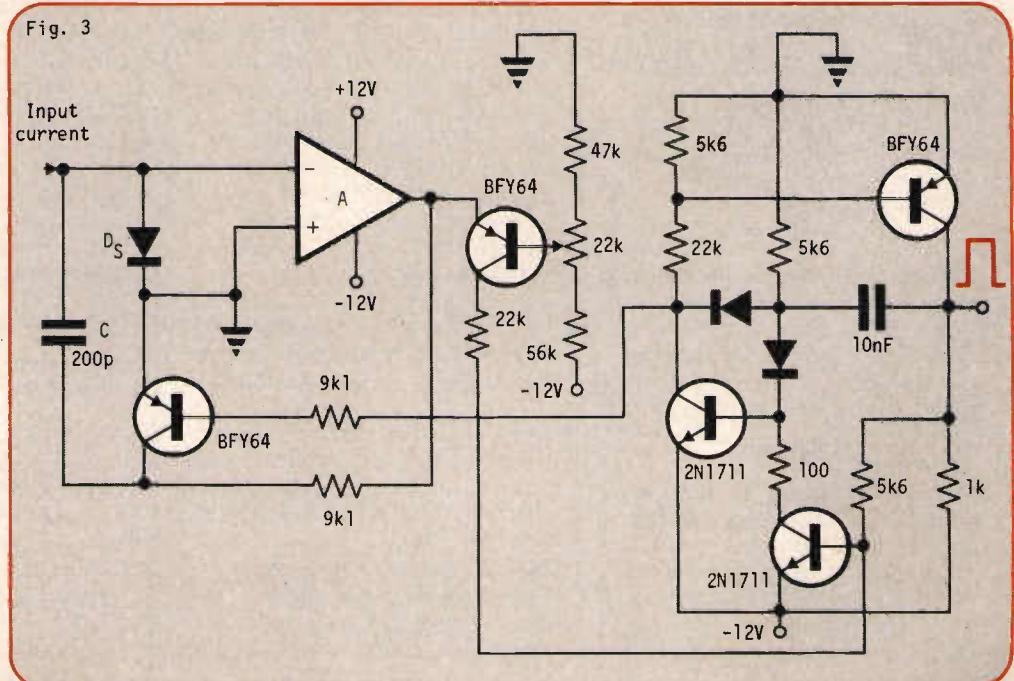 Fig. 3
Input
current
+12V
-
A
+
-12V
D_S
C
200p
BFY64
9k1
9k1
BFY64
22k
47k
22k
56k
-12V
5k6
22k
5k6
BFY64
10nF
2N1711
100
5k6
1k
2N1711
-12V